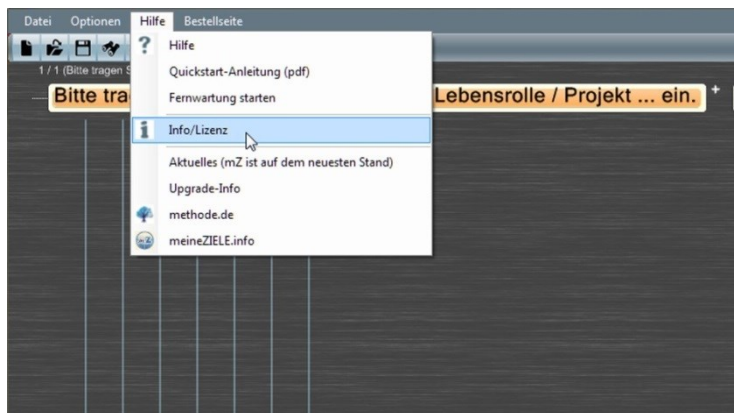 Datei Optionen Hilfe Bestellseite
? Hilfe
1 / 1 (Bitte tragen S
Quickstart-Anleitung (pdf)
Bitte tra
Fernwartung starten
Lebensrolle / Projekt ... ein. +
i Info/Lizenz
Aktuelles (mZ ist auf dem neuesten Stand)
Upgrade-Info
methode.de
mZ meineZIELE.info